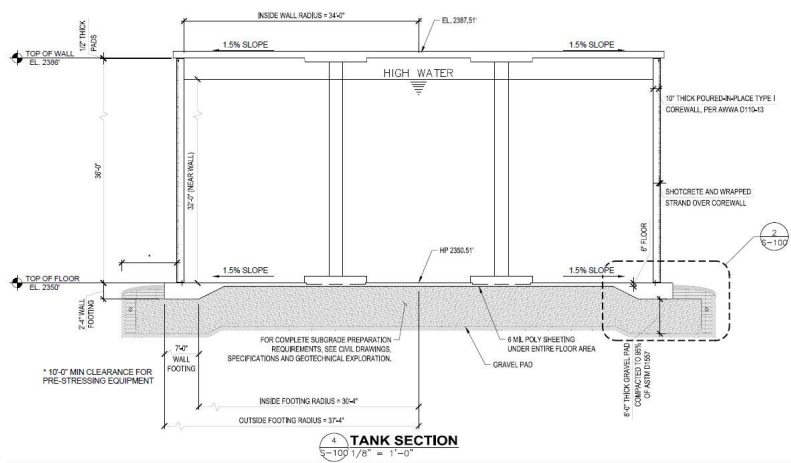 INSIDE WALL RADIUS = 34'-0"
EL. 2387.51'
1/2" THICK
PADS
1.5% SLOPE
1.5% SLOPE
TOP OF WALL
EL. 2386'
HIGH WATER
10" THICK POURED-IN-PLACE TYPE I
COREWALL, PER AWWA D110-13
36'-0"
32'-0" (NEAR WALL)
SHOTCRETE AND WRAPPED
STRAND OVER COREWALL
2
S-100
6" FLOOR
*
HP 2350.51'
1.5% SLOPE
1.5% SLOPE
TOP OF FLOOR
EL. 2350'
2'-4" WALL
FOOTING
FOR COMPLETE SUBGRADE PREPARATION
REQUIREMENTS, SEE CIVIL DRAWINGS,
SPECIFICATIONS AND GEOTECHNICAL EXPLORATION.
6 MIL POLY SHEETING
UNDER ENTIRE FLOOR AREA
GRAVEL PAD
7'-0"
WALL
FOOTING
8'-0" THICK GRAVEL PAD
COMPACTED TO 95%
OF ASTM D1557
* 10'-0" MIN CLEARANCE FOR
PRE-STRESSING EQUIPMENT
INSIDE FOOTING RADIUS = 30'-4"
OUTSIDE FOOTING RADIUS = 37'-4"
4
S-100
TANK SECTION
1/8" = 1'-0"